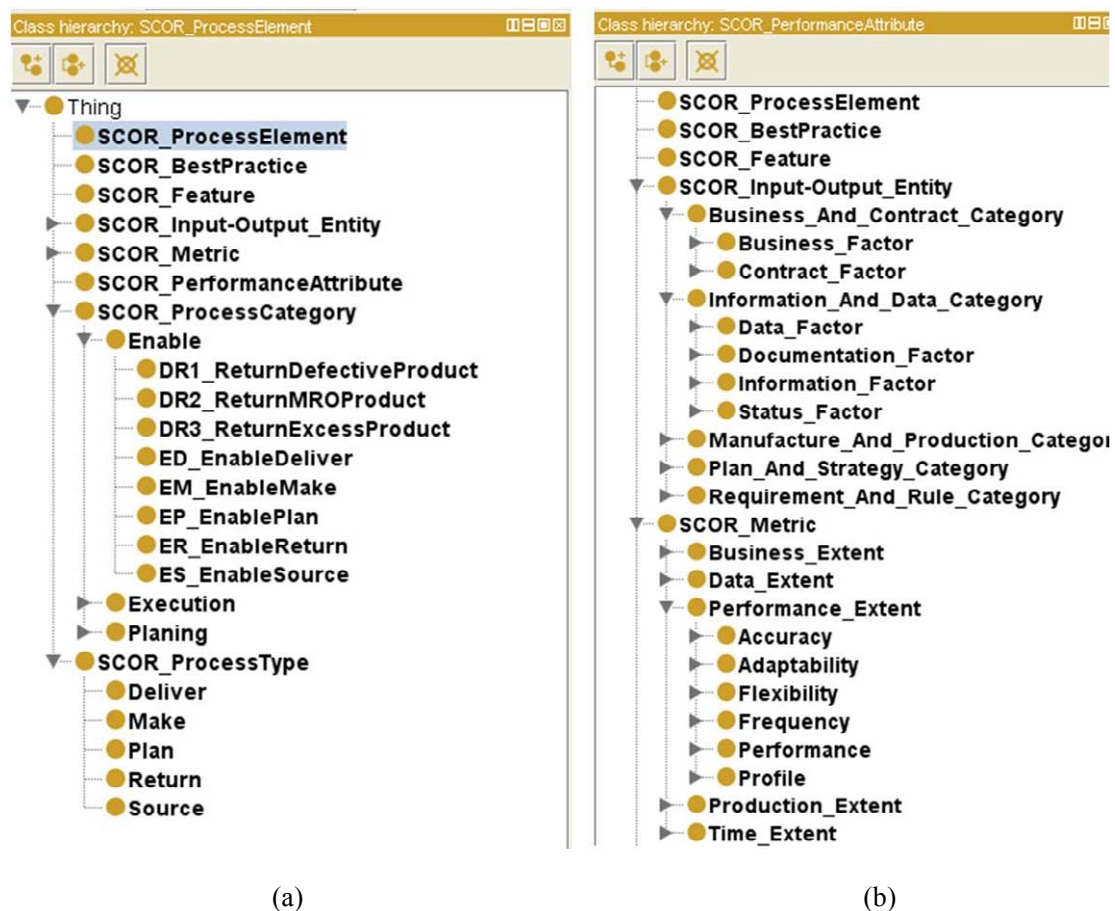 Class hierarchy: SCOR_ProcessElement
Thing
SCOR_ProcessElement
SCOR_BestPractice
SCOR_Feature
SCOR_Input-Output_Entity
SCOR_Metric
SCOR_PerformanceAttribute
SCOR_ProcessCategory
Enable
DR1_ReturnDefectiveProduct
DR2_ReturnMROProduct
DR3_ReturnExcessProduct
ED_EnableDeliver
EM_EnableMake
EP_EnablePlan
ER_EnableReturn
ES_EnableSource
Execution
Planing
SCOR_ProcessType
Deliver
Make
Plan
Return
Source
(a)
Class hierarchy: SCOR_PerformanceAttribute
SCOR_ProcessElement
SCOR_BestPractice
SCOR_Feature
SCOR_Input-Output_Entity
Business_And_Contract_Category
Business_Factor
Contract_Factor
Information_And_Data_Category
Data_Factor
Documentation_Factor
Information_Factor
Status_Factor
Manufacture_And_Production_Categor
Plan_And_Strategy_Category
Requirement_And_Rule_Category
SCOR_Metric
Business_Extent
Data_Extent
Performance_Extent
Accuracy
Adaptability
Flexibility
Frequency
Performance
Profile
Production_Extent
Time_Extent
(b)